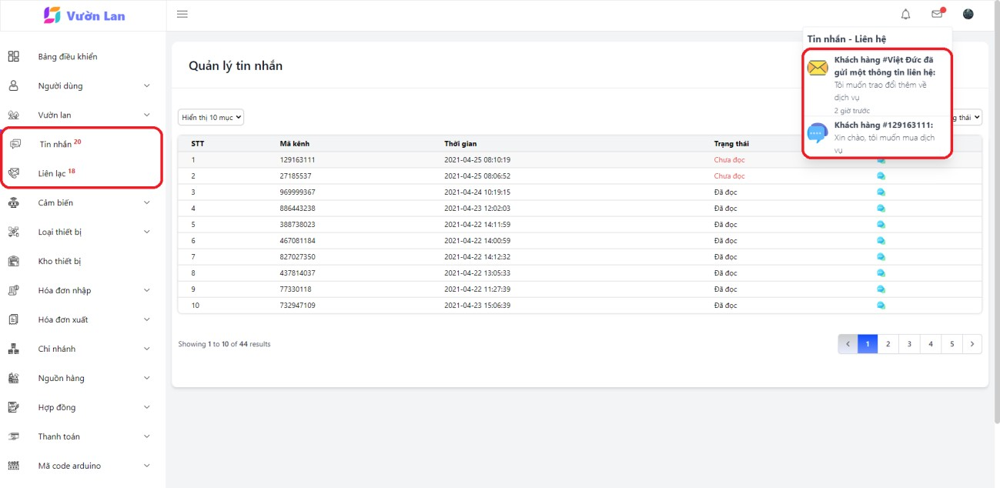 Vườn Lan
Bảng điều khiển
Người dùng
Vườn lan
Tin nhắn 20
Liên lạc 18
Cảm biến
Loại thiết bị
Kho thiết bị
Hóa đơn nhập
Hóa đơn xuất
Chi nhánh
Nguồn hàng
Hợp đồng
Thanh toán
Mã code arduino
Tin nhắn - Liên hệ
Khách hàng #Việt Đức đã
gửi một thông tin liên hệ:
Tôi muốn trao đổi thêm về
dịch vụ
2 giờ trước
Khách hàng #129163111:
Xin chào, tôi muốn mua dịch
vụ
Quản lý tin nhắn
Hiển thị 10 mục
thái
STT Mã kênh Thời gian Trạng thái
1 129163111 2021-04-25 08:10:19 Chưa đọc
2 27185537 2021-04-25 08:06:52 Chưa đọc
3 969999367 2021-04-24 10:19:15 Đã đọc
4 886443238 2021-04-23 12:02:03 Đã đọc
5 388738023 2021-04-22 14:11:59 Đã đọc
6 467081184 2021-04-22 14:00:59 Đã đọc
7 827027350 2021-04-22 14:12:32 Đã đọc
8 437814037 2021-04-22 13:05:33 Đã đọc
9 77330118 2021-04-22 11:27:39 Đã đọc
10 732947109 2021-04-23 15:06:39 Đã đọc
Showing 1 to 10 of 44 results
‹ 1 2 3 4 5 ›